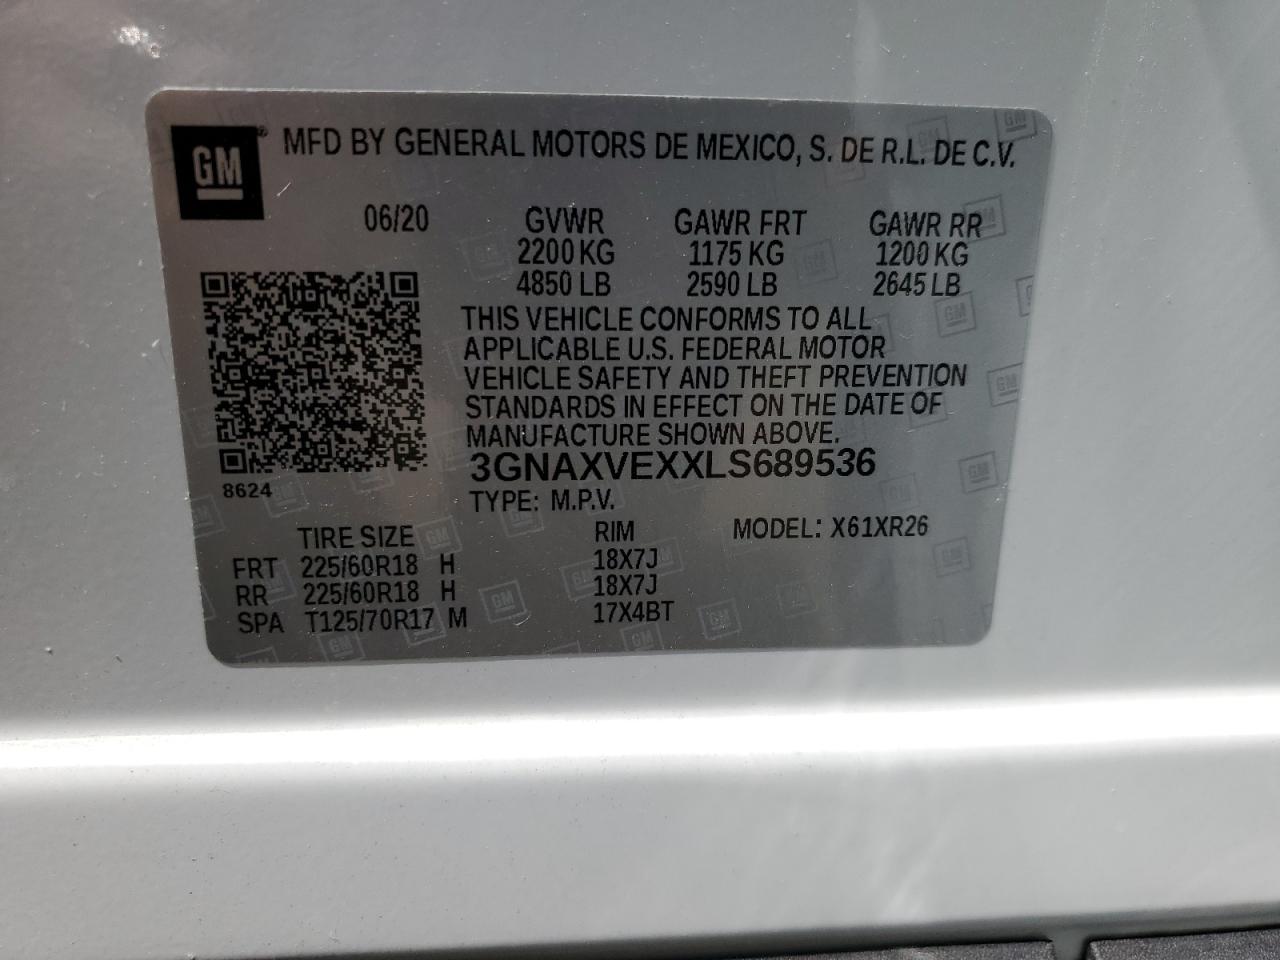 GM® MFD BY GENERAL MOTORS DE MEXICO, S. DE R.L. DE C.V.
06/20 GVWR GAWR FRT GAWR RR
2200 KG 1175 KG 1200 KG
4850 LB 2590 LB 2645 LB
THIS VEHICLE CONFORMS TO ALL
APPLICABLE U.S. FEDERAL MOTOR
VEHICLE SAFETY AND THEFT PREVENTION
STANDARDS IN EFFECT ON THE DATE OF
MANUFACTURE SHOWN ABOVE.
3GNAXVEXXLS689536
8624
TYPE: M.P.V.
TIRE SIZE RIM MODEL: X61XR26
FRT 225/60R18 H 18X7J
RR 225/60R18 H 18X7J
SPA T125/70R17 M 17X4BT